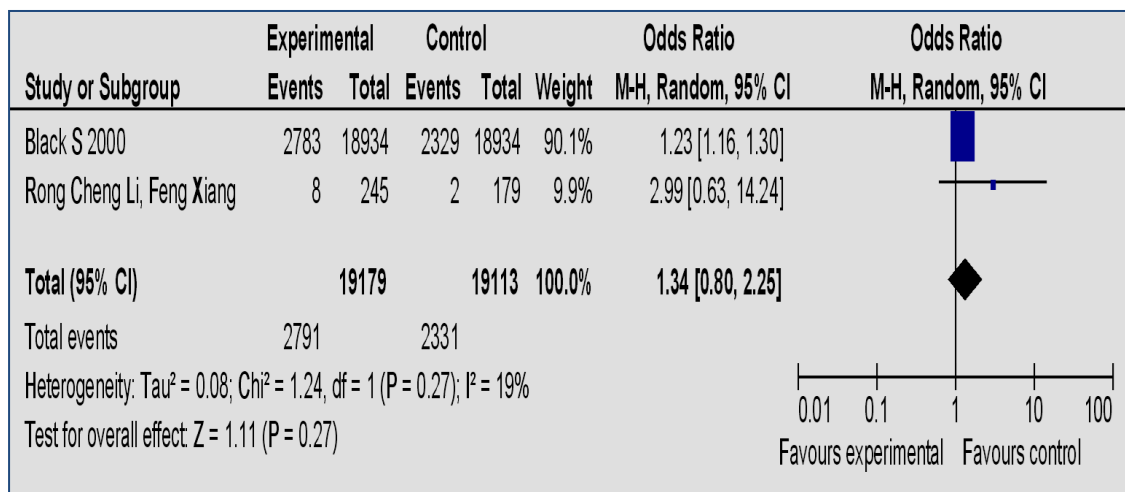 Experimental Control Odds Ratio Odds Ratio
Study or Subgroup Events Total Events Total Weight M-H, Random, 95% CI M-H, Random, 95% CI
Black S 2000 2783 18934 2329 18934 90.1% 1.23 [1.16, 1.30]
Rong Cheng Li, Feng Xiang 8 245 2 179 9.9% 2.99 [0.63, 14.24]
Total (95% CI) 19179 19113 100.0% 1.34 [0.80, 2.25]
Total events 2791 2331
Heterogeneity: Tau² = 0.08; Chi² = 1.24, df = 1 (P = 0.27); I² = 19%
0.01 0.1 1 10 100
Test for overall effect: Z = 1.11 (P = 0.27)
Favours experimental Favours control